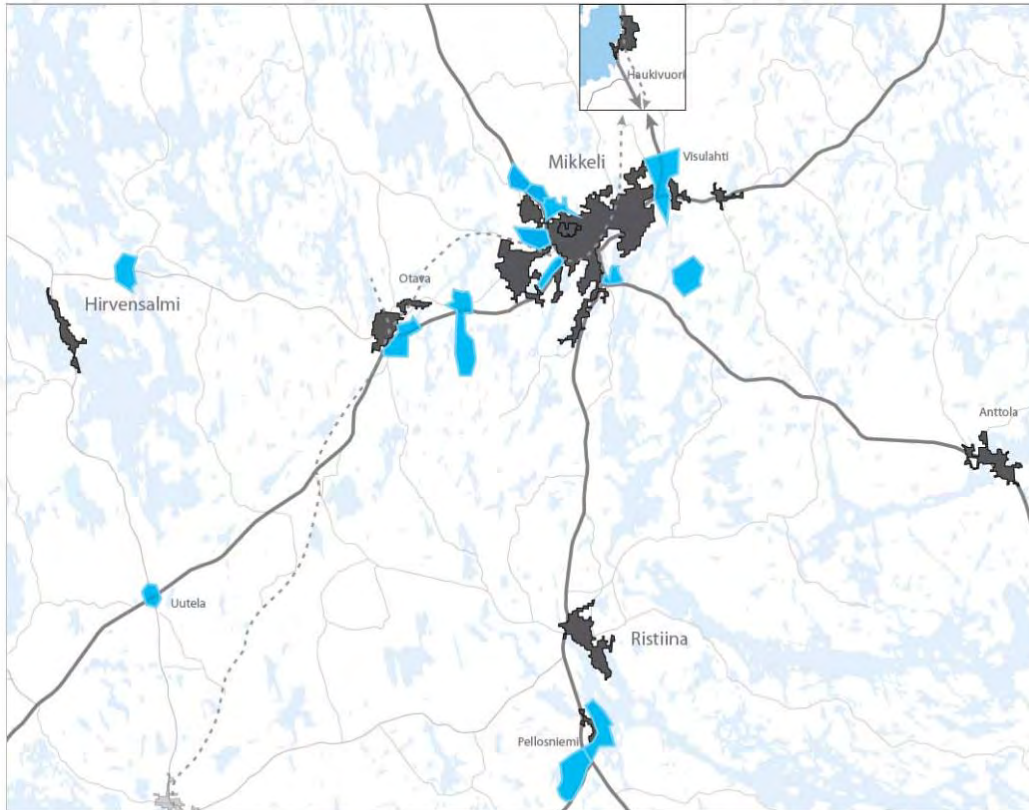 Haukivuori
Mikkeli
Visulahti
Otava
Hirvensalmi
Anttola
Uutela
Ristiina
Pellosniemi